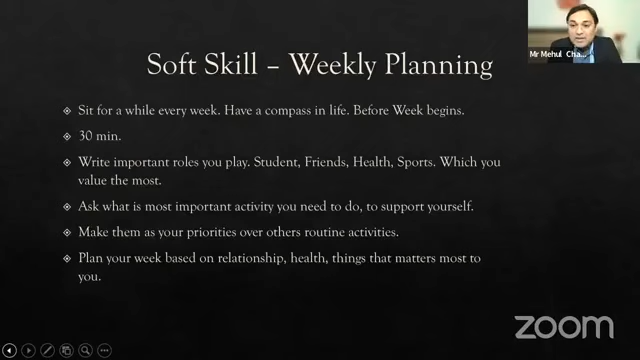 Mr Mehul Cha...
Soft Skill – Weekly Planning
Sit for a while every week. Have a compass in life. Before Week begins.
30 min.
Write important roles you play. Student, Friends, Health, Sports. Which you
value the most.
Ask what is most important activity you need to do, to support yourself.
Make them as your priorities over others routine activities.
Plan your week based on relationship, health, things that matters most to
you.
zoom